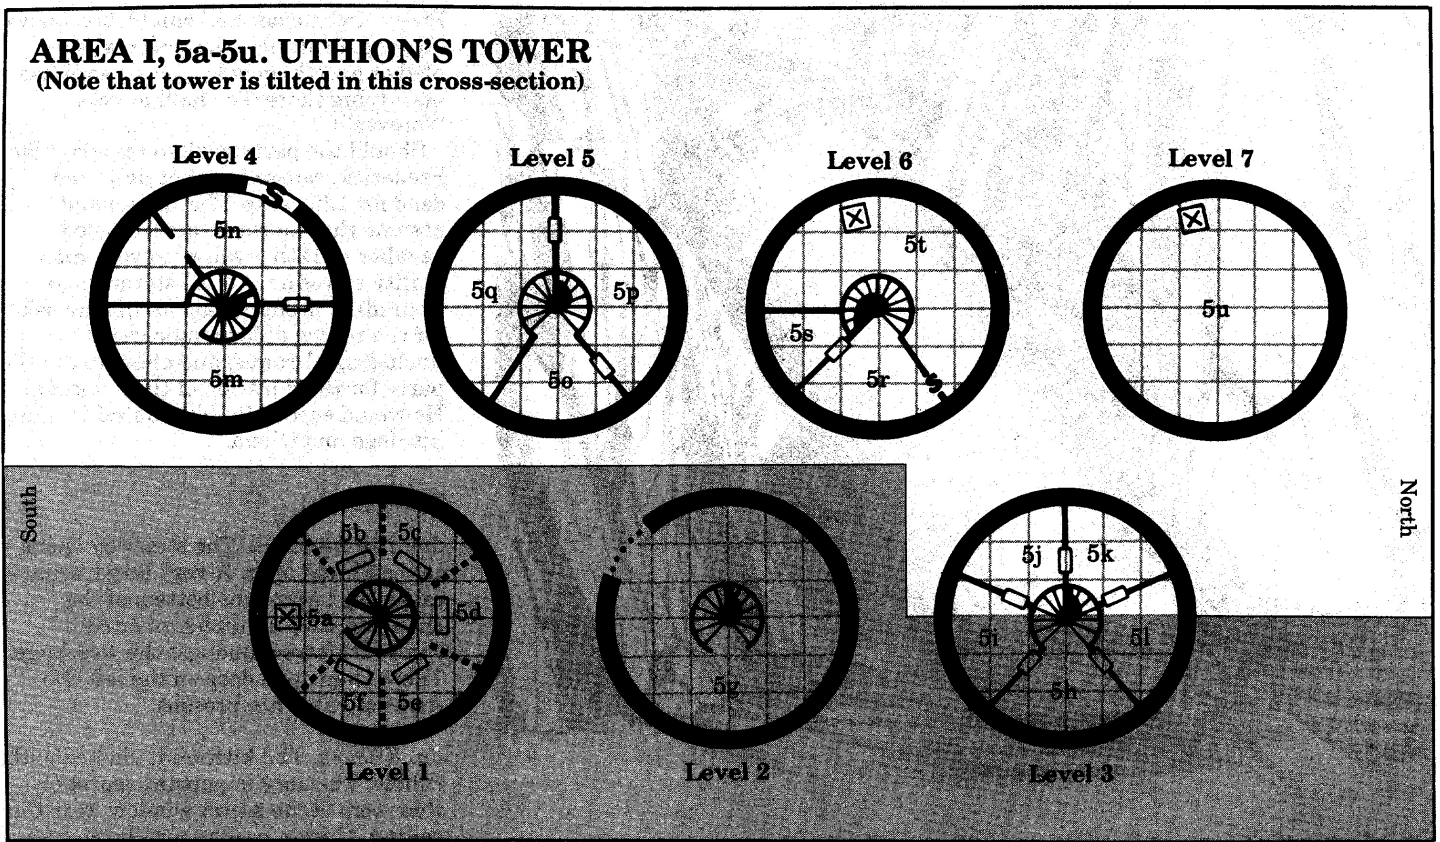 AREA I, 5a-5u. UTHION'S TOWER
(Note that tower is tilted in this cross-section)
Level 4
Level 5
Level 6
Level 7
S
5n
5m
5q
5p
5o
5t
5s
5r
S
5u
South
North
5b
5c
5a
5d
5f
5e
5g
5j
5k
5i
5l
5h
Level 1
Level 2
Level 3